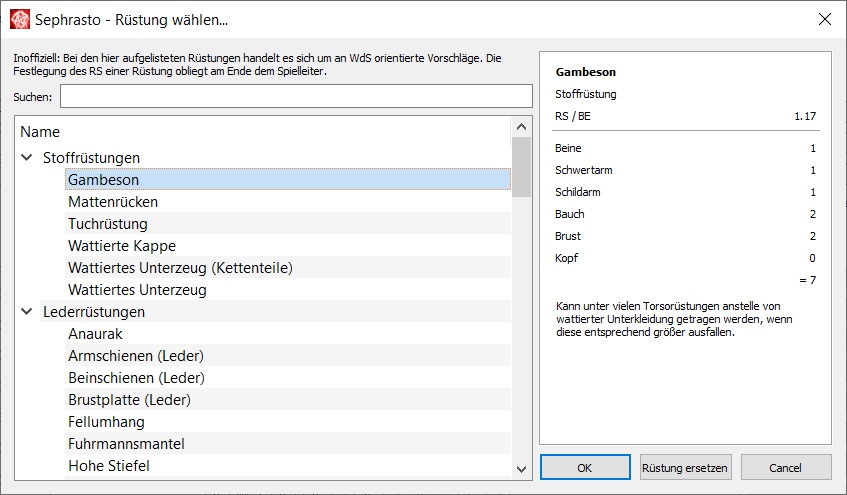 Sephrasto - Rüstung wählen...
Inoffiziell: Bei den hier aufgelisteten Rüstungen handelt es sich um an WdS orientierte Vorschläge. Die
Festlegung des RS einer Rüstung obliegt am Ende dem Spielleiter.
Suchen:
Name
Stoffrüstungen
Gambeson
Mattenrücken
Tuchrüstung
Wattierte Kappe
Wattiertes Unterzeug (Kettenteile)
Wattiertes Unterzeug
Lederrüstungen
Anaurak
Armschienen (Leder)
Beinschienen (Leder)
Brustplatte (Leder)
Fellumhang
Fuhrmannsmantel
Hohe Stiefel
Gambeson
Stoffrüstung
RS / BE 1.17
Beine 1
Schwertarm 1
Schildarm 1
Bauch 2
Brust 2
Kopf 0
= 7
Kann unter vielen Torsorüstungen anstelle von
wattierter Unterkleidung getragen werden, wenn
diese entsprechend größer ausfallen.
OK
Rüstung ersetzen
Cancel